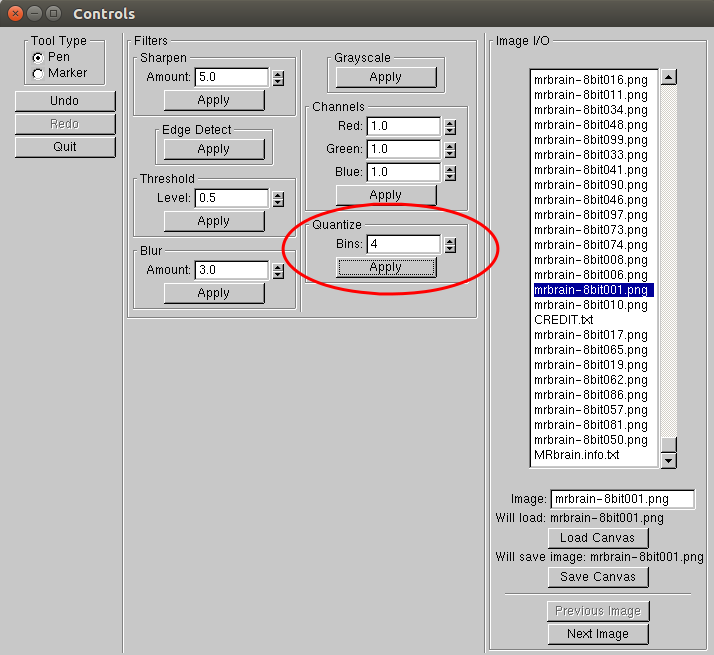 Controls
Tool Type
Pen
Marker
Undo
Redo
Quit
Filters
Sharpen
Amount: 5.0
Apply
Edge Detect
Apply
Threshold
Level: 0.5
Apply
Blur
Amount: 3.0
Apply
Grayscale
Apply
Channels
Red: 1.0
Green: 1.0
Blue: 1.0
Apply
Quantize
Bins: 4
Apply
Image I/O
mrbrain-8bit016.png
mrbrain-8bit011.png
mrbrain-8bit034.png
mrbrain-8bit048.png
mrbrain-8bit099.png
mrbrain-8bit033.png
mrbrain-8bit041.png
mrbrain-8bit090.png
mrbrain-8bit046.png
mrbrain-8bit097.png
mrbrain-8bit073.png
mrbrain-8bit074.png
mrbrain-8bit008.png
mrbrain-8bit006.png
mrbrain-8bit001.png
mrbrain-8bit010.png
CREDIT.txt
mrbrain-8bit017.png
mrbrain-8bit065.png
mrbrain-8bit019.png
mrbrain-8bit062.png
mrbrain-8bit086.png
mrbrain-8bit057.png
mrbrain-8bit081.png
mrbrain-8bit050.png
MRbrain.info.txt
Image: mrbrain-8bit001.png
Will load: mrbrain-8bit001.png
Load Canvas
Will save image: mrbrain-8bit001.png
Save Canvas
Previous Image
Next Image